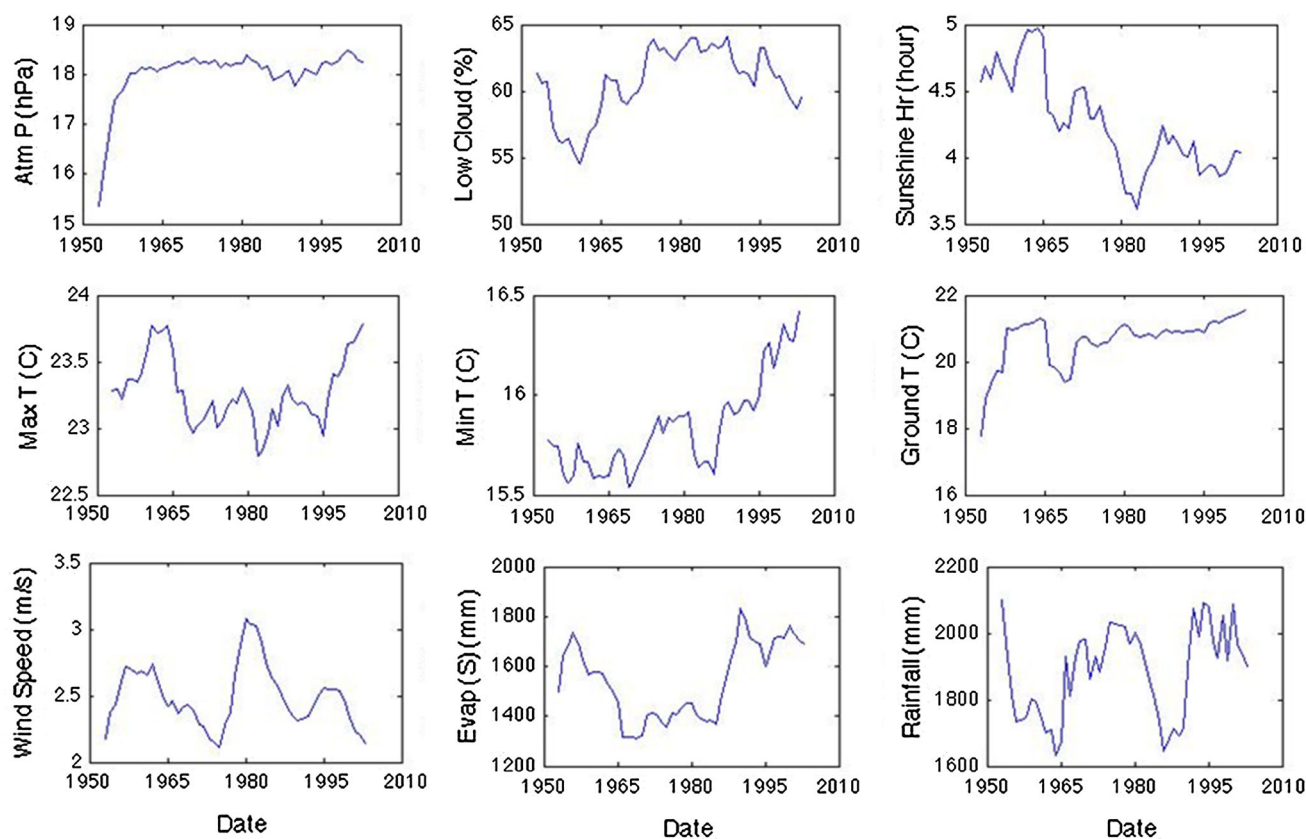 Atm P (hPa)
19
18
17
16
15
1950 1965 1980 1995 2010
Low Cloud (%)
65
60
55
50
1950 1965 1980 1995 2010
Sunshine Hr (hour)
5
4.5
4
3.5
1950 1965 1980 1995 2010
Max T (C)
24
23.5
23
22.5
1950 1965 1980 1995 2010
Min T (C)
16.5
16
15.5
1950 1965 1980 1995 2010
Ground T (C)
22
20
18
16
1950 1965 1980 1995 2010
Wind Speed (m/s)
3.5
3
2.5
2
1950 1965 1980 1995 2010
Date
Evap (S) (mm)
2000
1800
1600
1400
1200
1950 1965 1980 1995 2010
Date
Rainfall (mm)
2200
2000
1800
1600
1950 1965 1980 1995 2010
Date